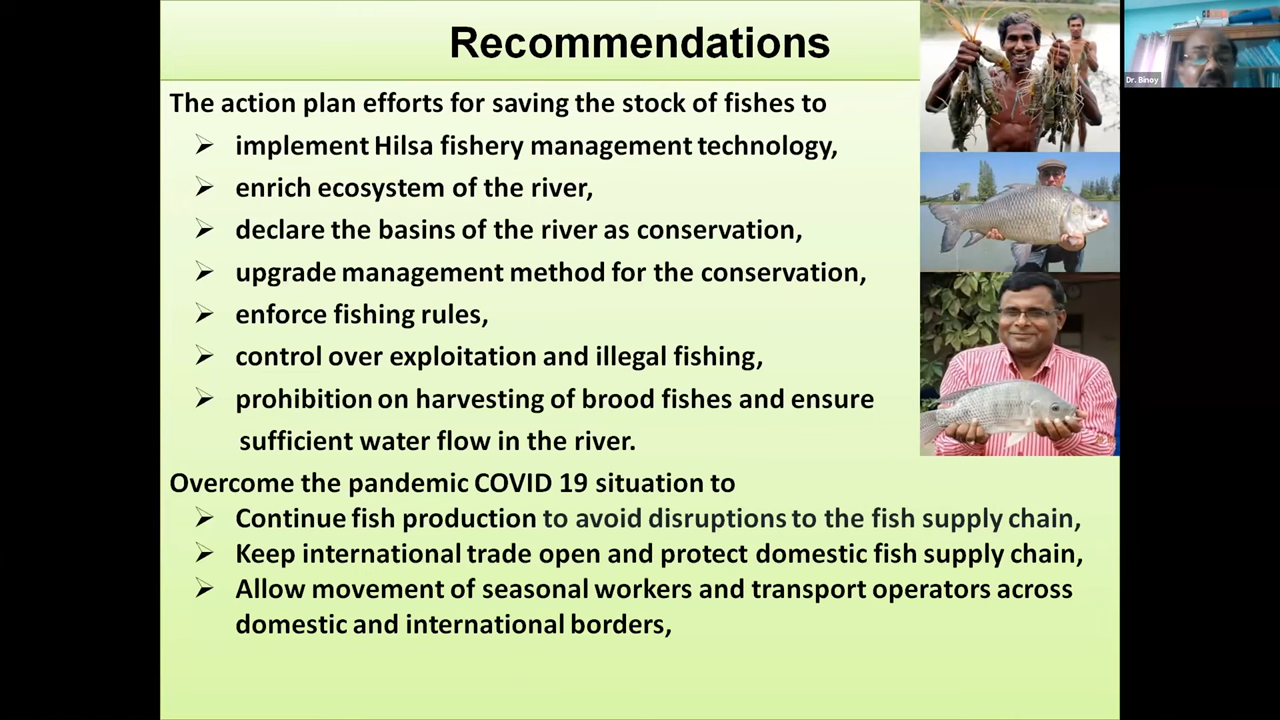 Recommendations
The action plan efforts for saving the stock of fishes to
➢ implement Hilsa fishery management technology,
➢ enrich ecosystem of the river,
➢ declare the basins of the river as conservation,
➢ upgrade management method for the conservation,
➢ enforce fishing rules,
➢ control over exploitation and illegal fishing,
➢ prohibition on harvesting of brood fishes and ensure
sufficient water flow in the river.
Overcome the pandemic COVID 19 situation to
➢ Continue fish production to avoid disruptions to the fish supply chain,
➢ Keep international trade open and protect domestic fish supply chain,
➢ Allow movement of seasonal workers and transport operators across
domestic and international borders,
Dr. Binoy